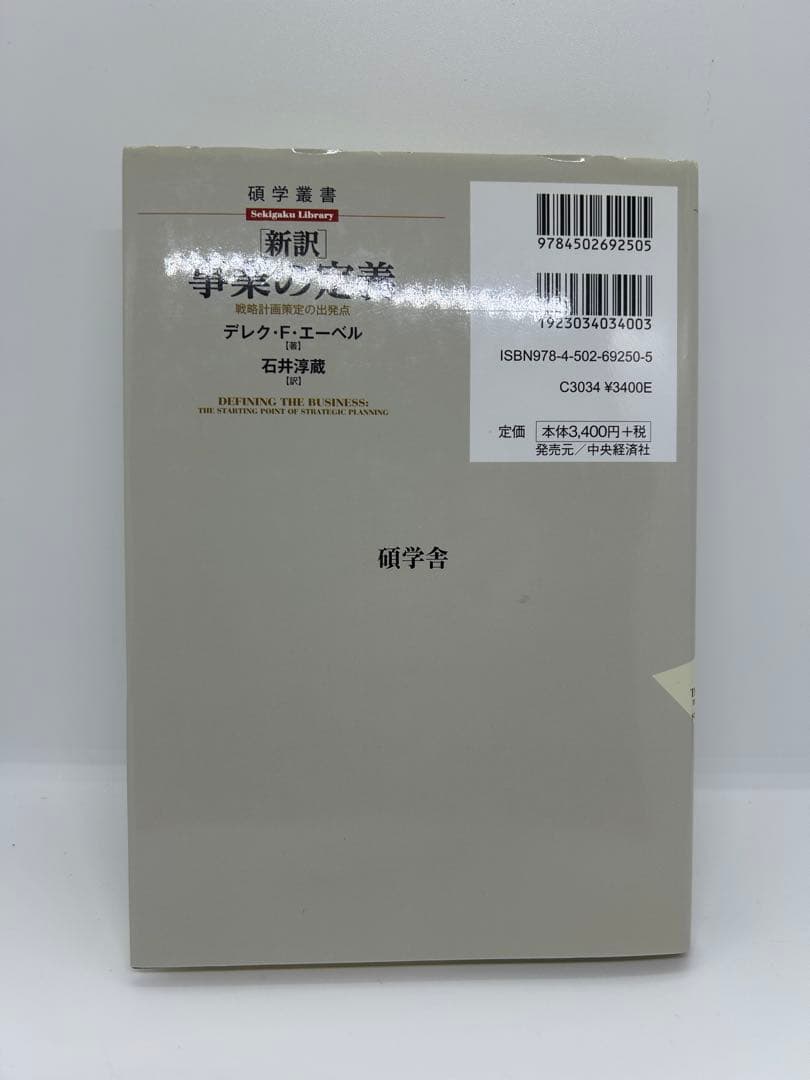 碩学叢書
Sekigaku Library
[新訳]
事業の定義
戦略計画策定の出発点
デレク・F・エーベル
【著】
石井淳蔵
【訳】
DEFINING THE BUSINESS:
THE STARTING POINT OF STRATEGIC PLANNING
9784502692505
1923034034003
ISBN978-4-502-69250-5
C3034 ¥3400E
定価 本体3,400円+税
発売元/中央経済社
碩学舎